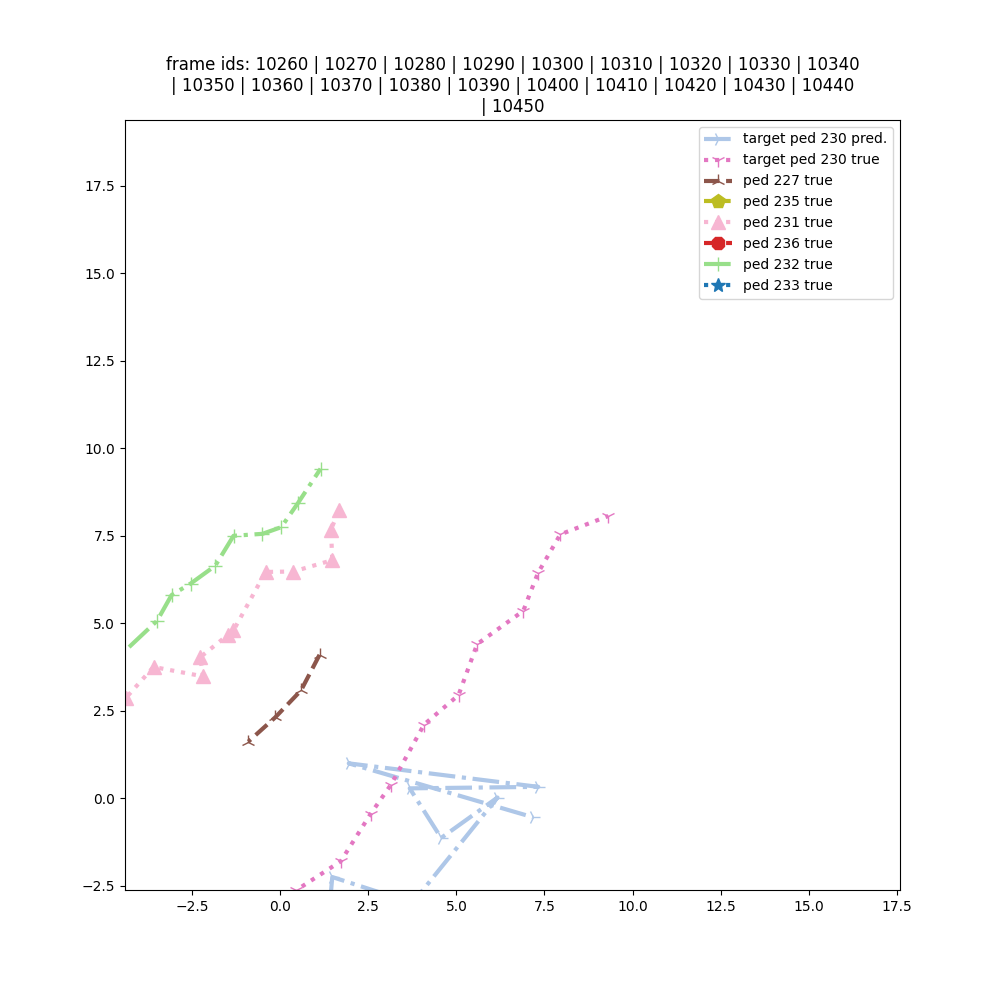 frame ids: 10260 | 10270 | 10280 | 10290 | 10300 | 10310 | 10320 | 10330 | 10340
| 10350 | 10360 | 10370 | 10380 | 10390 | 10400 | 10410 | 10420 | 10430 | 10440
| 10450
target ped 230 pred.
target ped 230 true
ped 227 true
ped 235 true
ped 231 true
ped 236 true
ped 232 true
ped 233 true
17.5
15.0
12.5
10.0
7.5
5.0
2.5
0.0
−2.5
−2.5 0.0 2.5 5.0 7.5 10.0 12.5 15.0 17.5